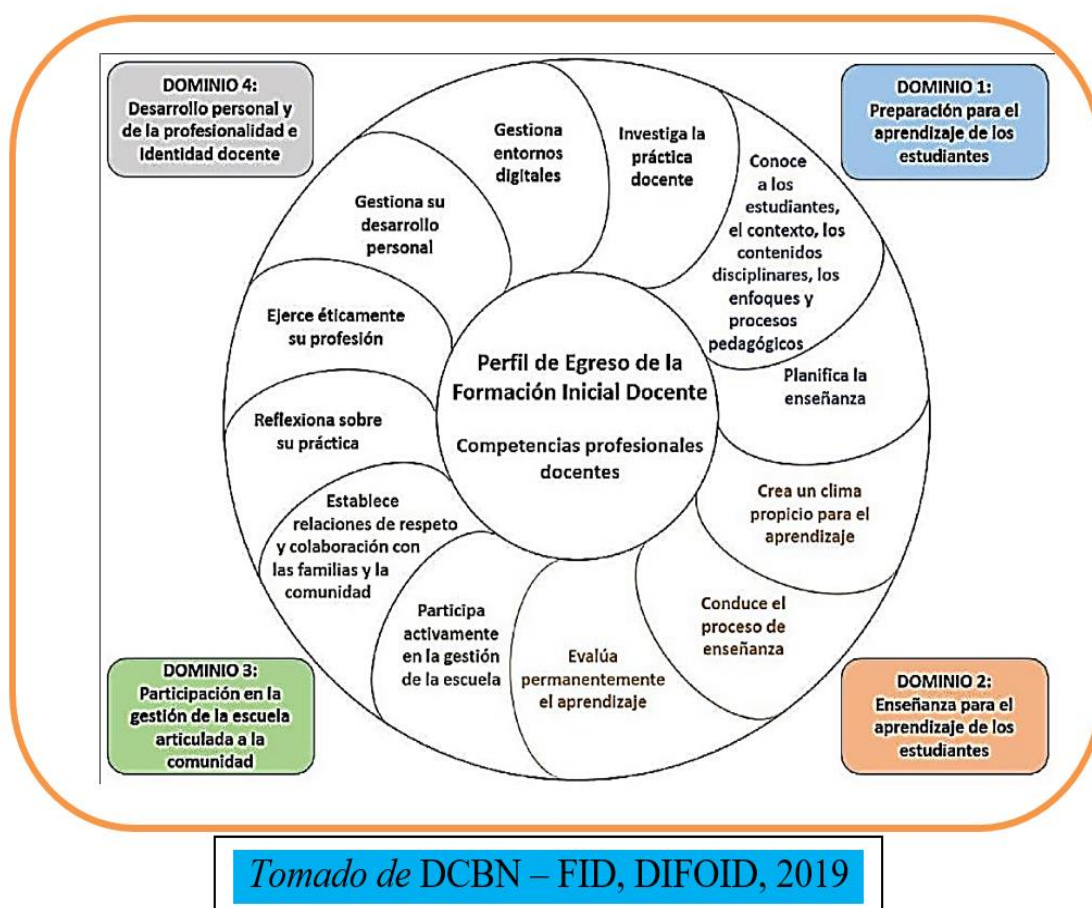 DOMINIO 4:
Desarrollo personal y
de la profesionalidad e
identidad docente
DOMINIO 1:
Preparación para el
aprendizaje de los
estudiantes
Gestiona
entornos
digitales
Investiga la
práctica
docente
Conoce
a los
estudiantes,
el contexto, los
contenidos
disciplinares, los
enfoques y
procesos
pedagógicos
Planifica la
enseñanza
Crea un clima
propicio para el
aprendizaje
Conduce el
proceso de
enseñanza
Evalúa
permanentemente
el aprendizaje
Participa
activamente
en la gestión
de la escuela
Establece
relaciones de respeto
y colaboración con
las familias y la
comunidad
Reflexiona sobre
su práctica
Ejerce éticamente
su profesión
Gestiona su
desarrollo
personal
Perfil de Egreso de la
Formación Inicial Docente
Competencias profesionales
docentes
DOMINIO 3:
Participación en la
gestión de la escuela
articulada a la
comunidad
DOMINIO 2:
Enseñanza para el
aprendizaje de los
estudiantes
Tomado de DCBN – FID, DIFOID, 2019